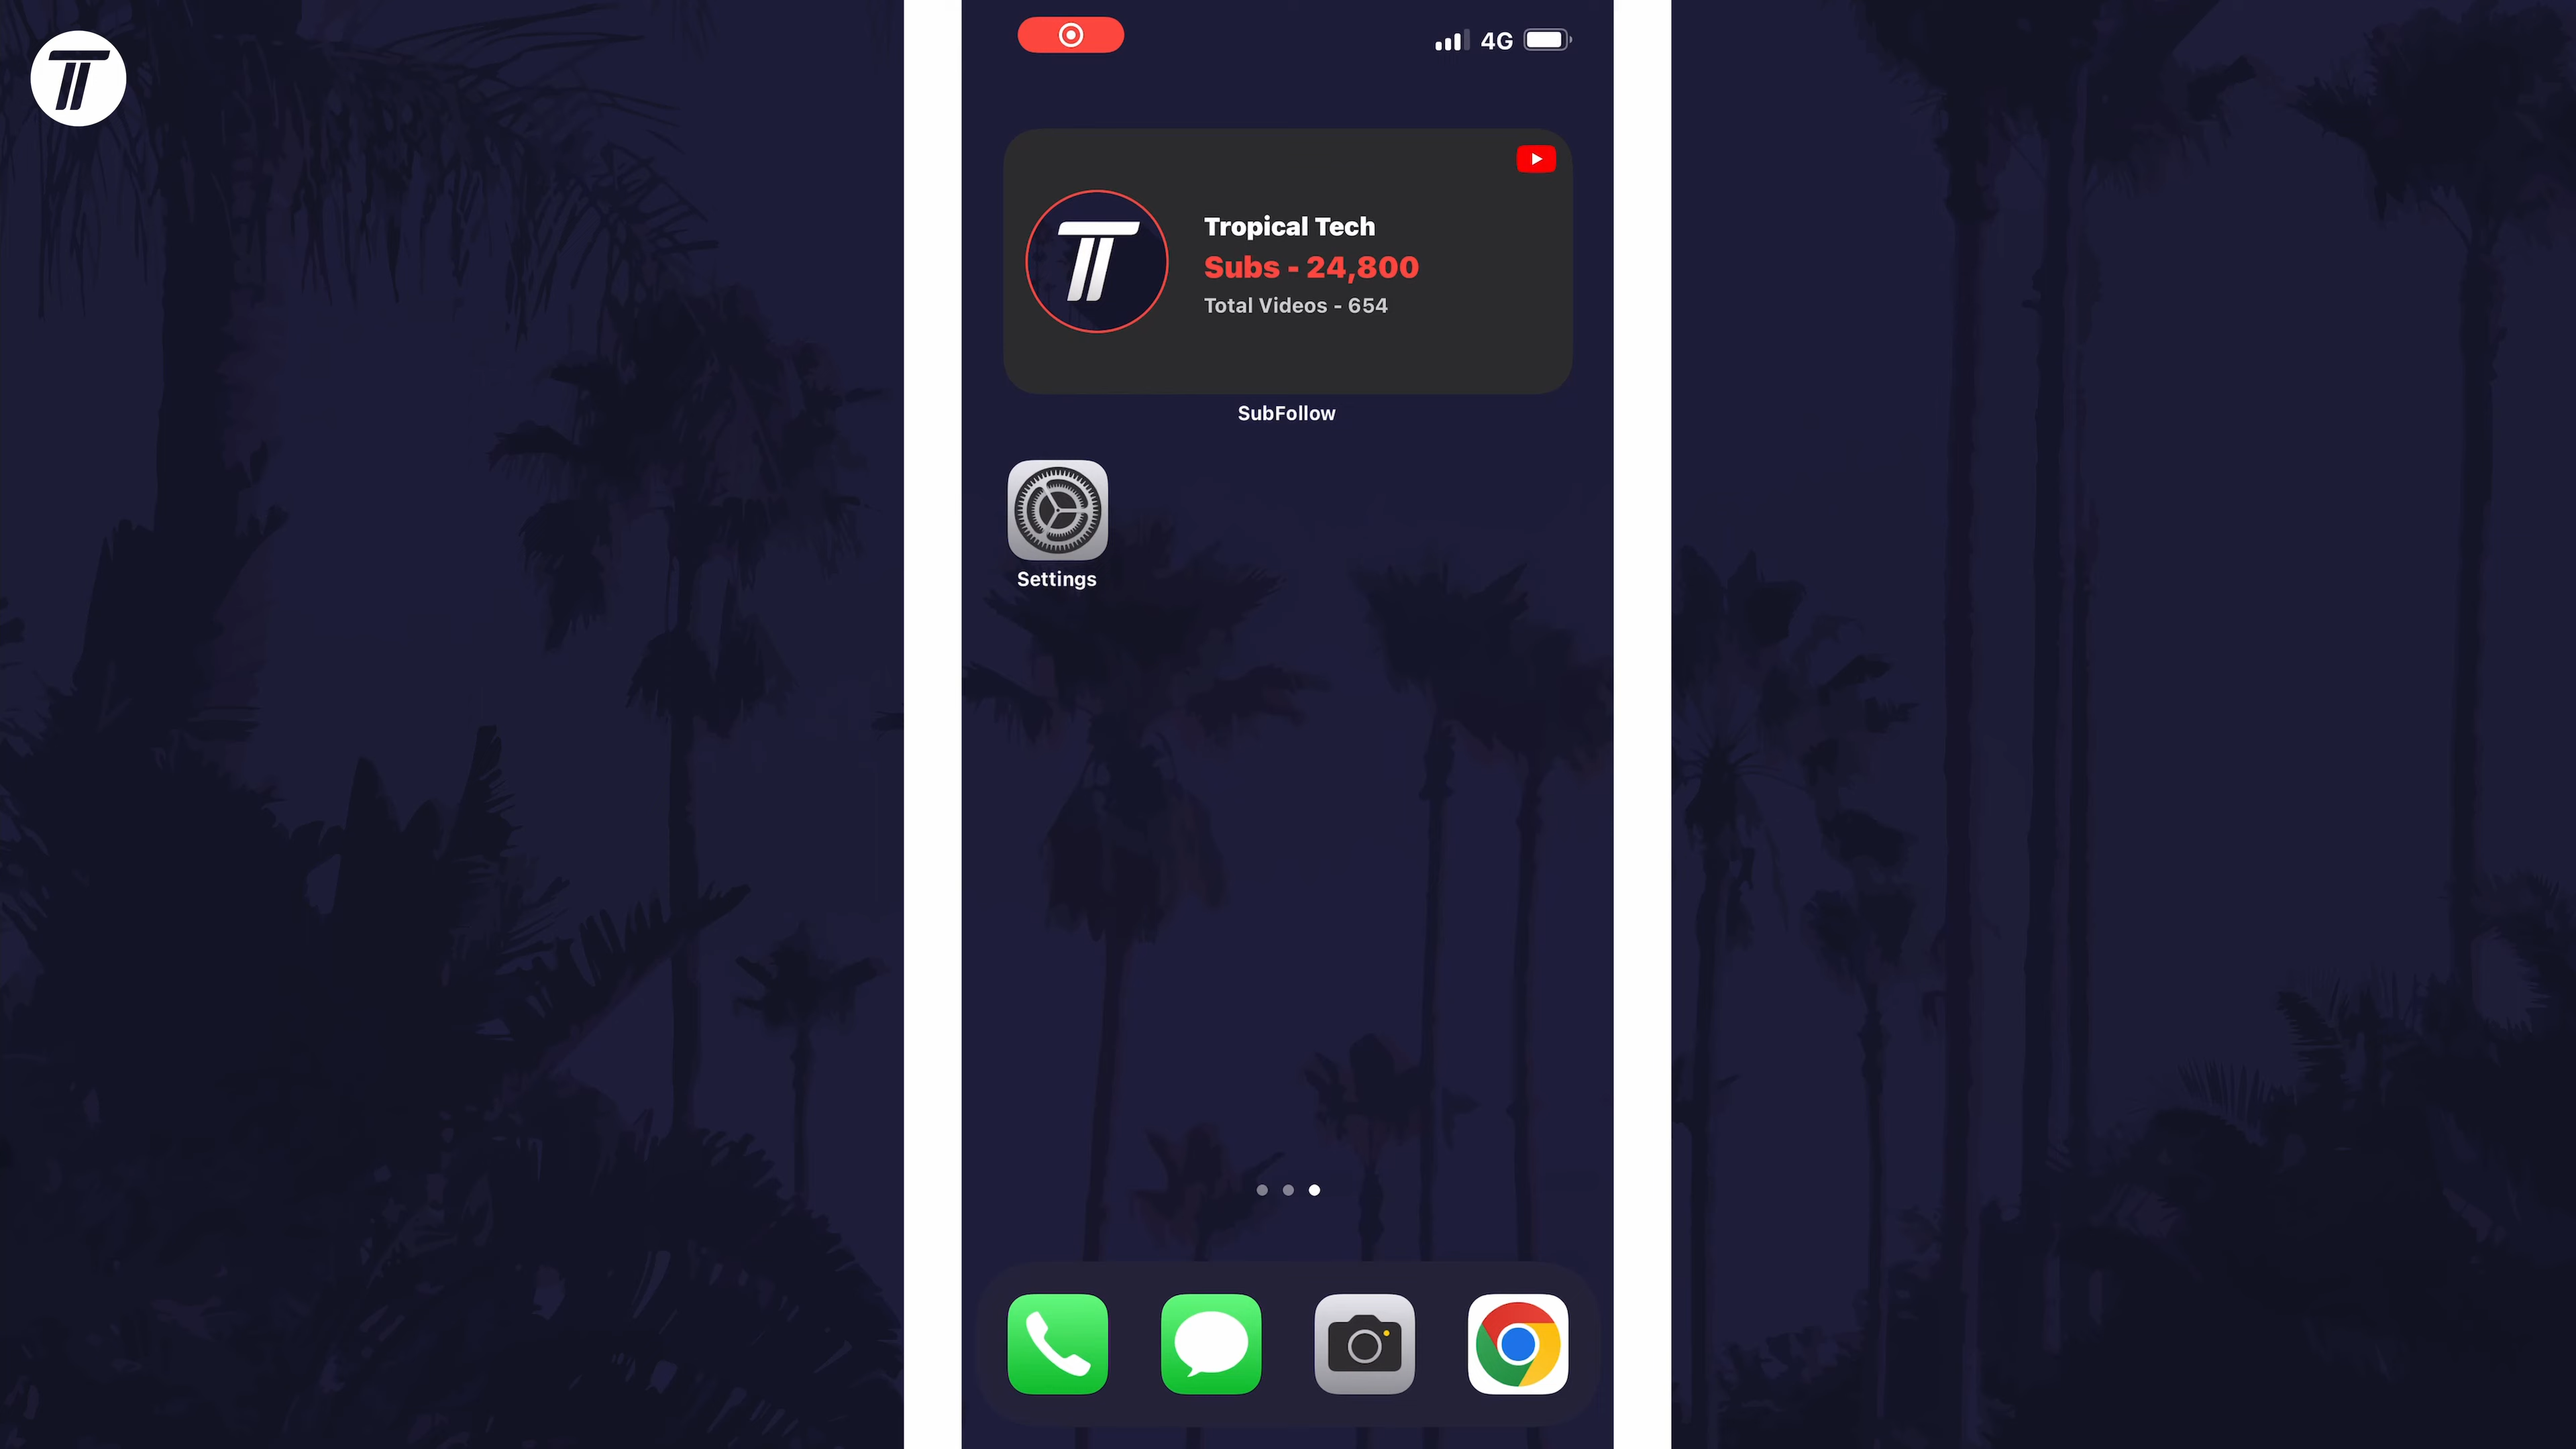 4G
Tropical Tech
Subs - 24,800
Total Videos - 654
SubFollow
Settings